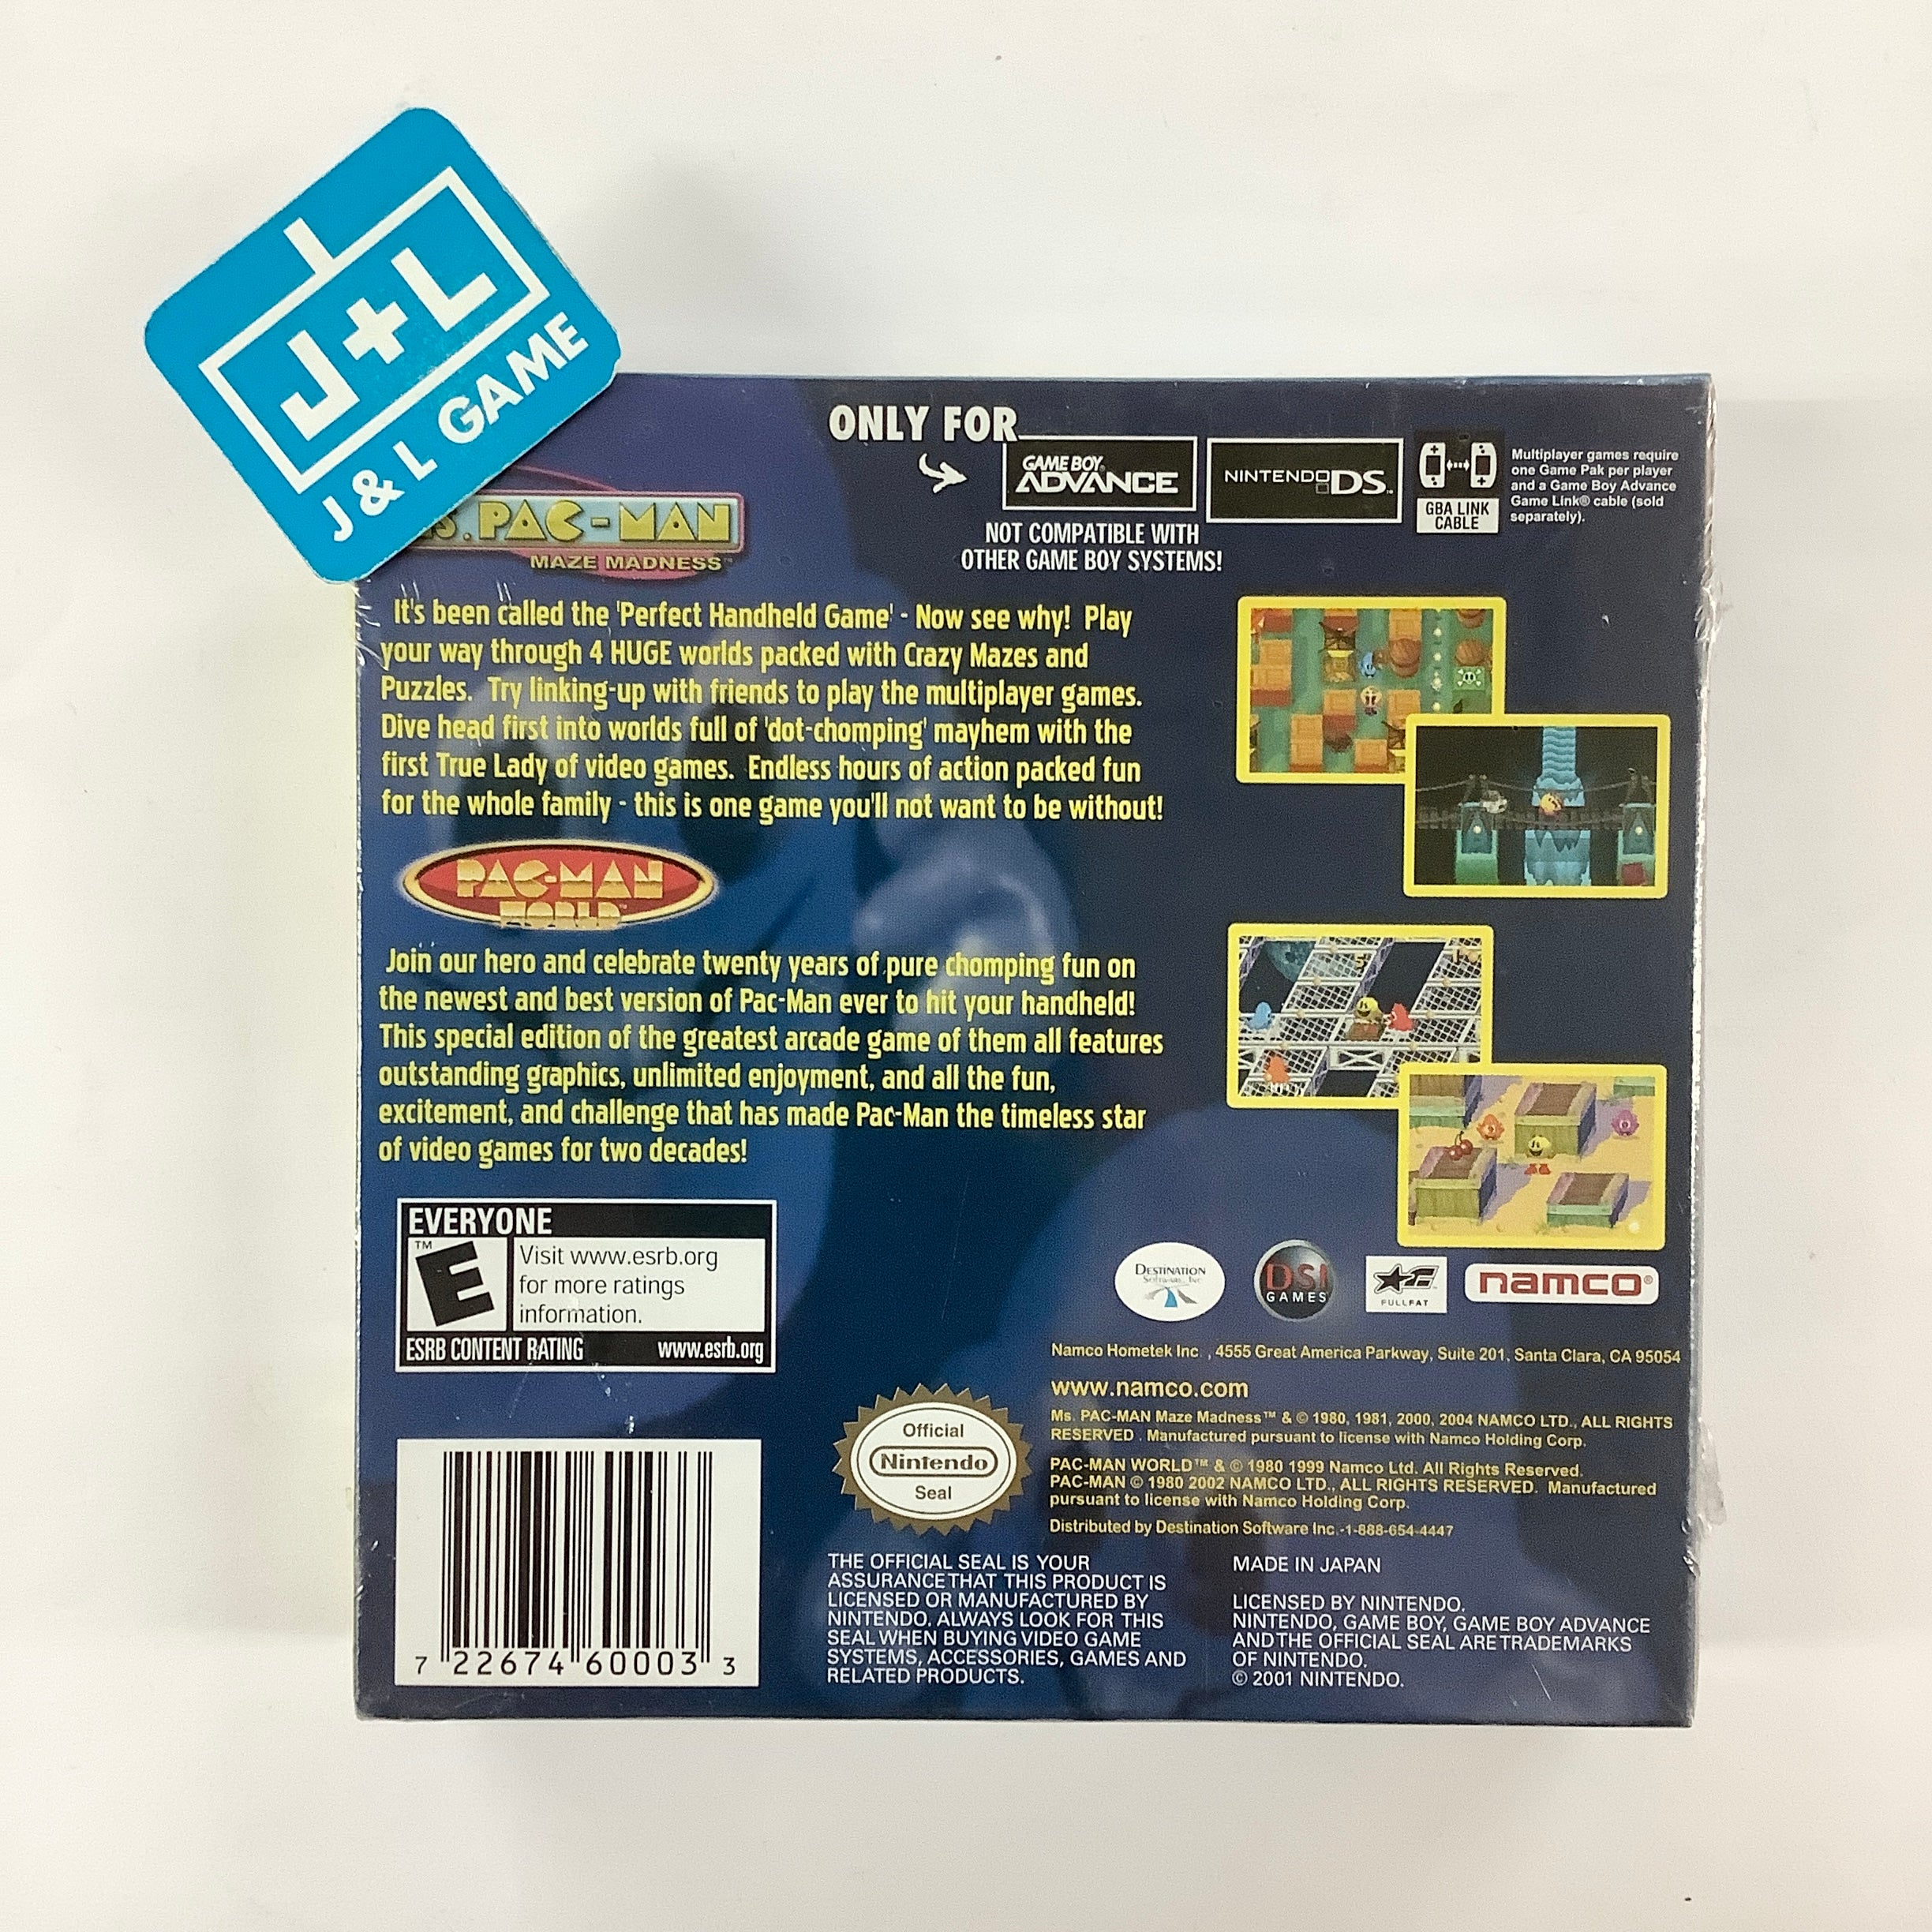 J+L
J & L GAME
ONLY FOR
GAME BOY ADVANCE
NINTENDO DS™
GBA LINK
CABLE
Multiplayer games require
one Game Pak per player
and a Game Boy Advance
Game Link® cable (sold
separately).
NOT COMPATIBLE WITH
OTHER GAME BOY SYSTEMS!
PAC-MAN
MAZE MADNESS™
It's been called the 'Perfect Handheld Game' - Now see why! Play
your way through 4 HUGE worlds packed with Crazy Mazes and
Puzzles. Try linking-up with friends to play the multiplayer games.
Dive head first into worlds full of 'dot-chomping' mayhem with the
first True Lady of video games. Endless hours of action packed fun
for the whole family - this is one game you'll not want to be without!
PAC-MAN
WORLD™
Join our hero and celebrate twenty years of pure chomping fun on
the newest and best version of Pac-Man ever to hit your handheld!
This special edition of the greatest arcade game of them all features
outstanding graphics, unlimited enjoyment, and all the fun,
excitement, and challenge that has made Pac-Man the timeless star
of video games for two decades!
EVERYONE
E™
Visit www.esrb.org
for more ratings
information.
ESRB CONTENT RATING www.esrb.org
DESTINATION
Software, Inc
DSI
GAMES
FULLFAT
namco®
Namco Hometek Inc. , 4555 Great America Parkway, Suite 201, Santa Clara, CA 95054
www.namco.com
Ms. PAC-MAN Maze Madness™ & © 1980, 1981, 2000, 2004 NAMCO LTD., ALL RIGHTS
RESERVED . Manufactured pursuant to license with Namco Holding Corp.
PAC-MAN WORLD™ & © 1980 1999 Namco Ltd. All Rights Reserved.
PAC-MAN © 1980 2002 NAMCO LTD., ALL RIGHTS RESERVED. Manufactured
pursuant to license with Namco Holding Corp.
Distributed by Destination Software Inc.-1-888-654-4447
Official
Nintendo
Seal
7 22674 60003 3
THE OFFICIAL SEAL IS YOUR
ASSURANCE THAT THIS PRODUCT IS
LICENSED OR MANUFACTURED BY
NINTENDO. ALWAYS LOOK FOR THIS
SEAL WHEN BUYING VIDEO GAME
SYSTEMS, ACCESSORIES, GAMES AND
RELATED PRODUCTS.
MADE IN JAPAN
LICENSED BY NINTENDO.
NINTENDO, GAME BOY, GAME BOY ADVANCE
AND THE OFFICIAL SEAL ARE TRADEMARKS
OF NINTENDO.
© 2001 NINTENDO.